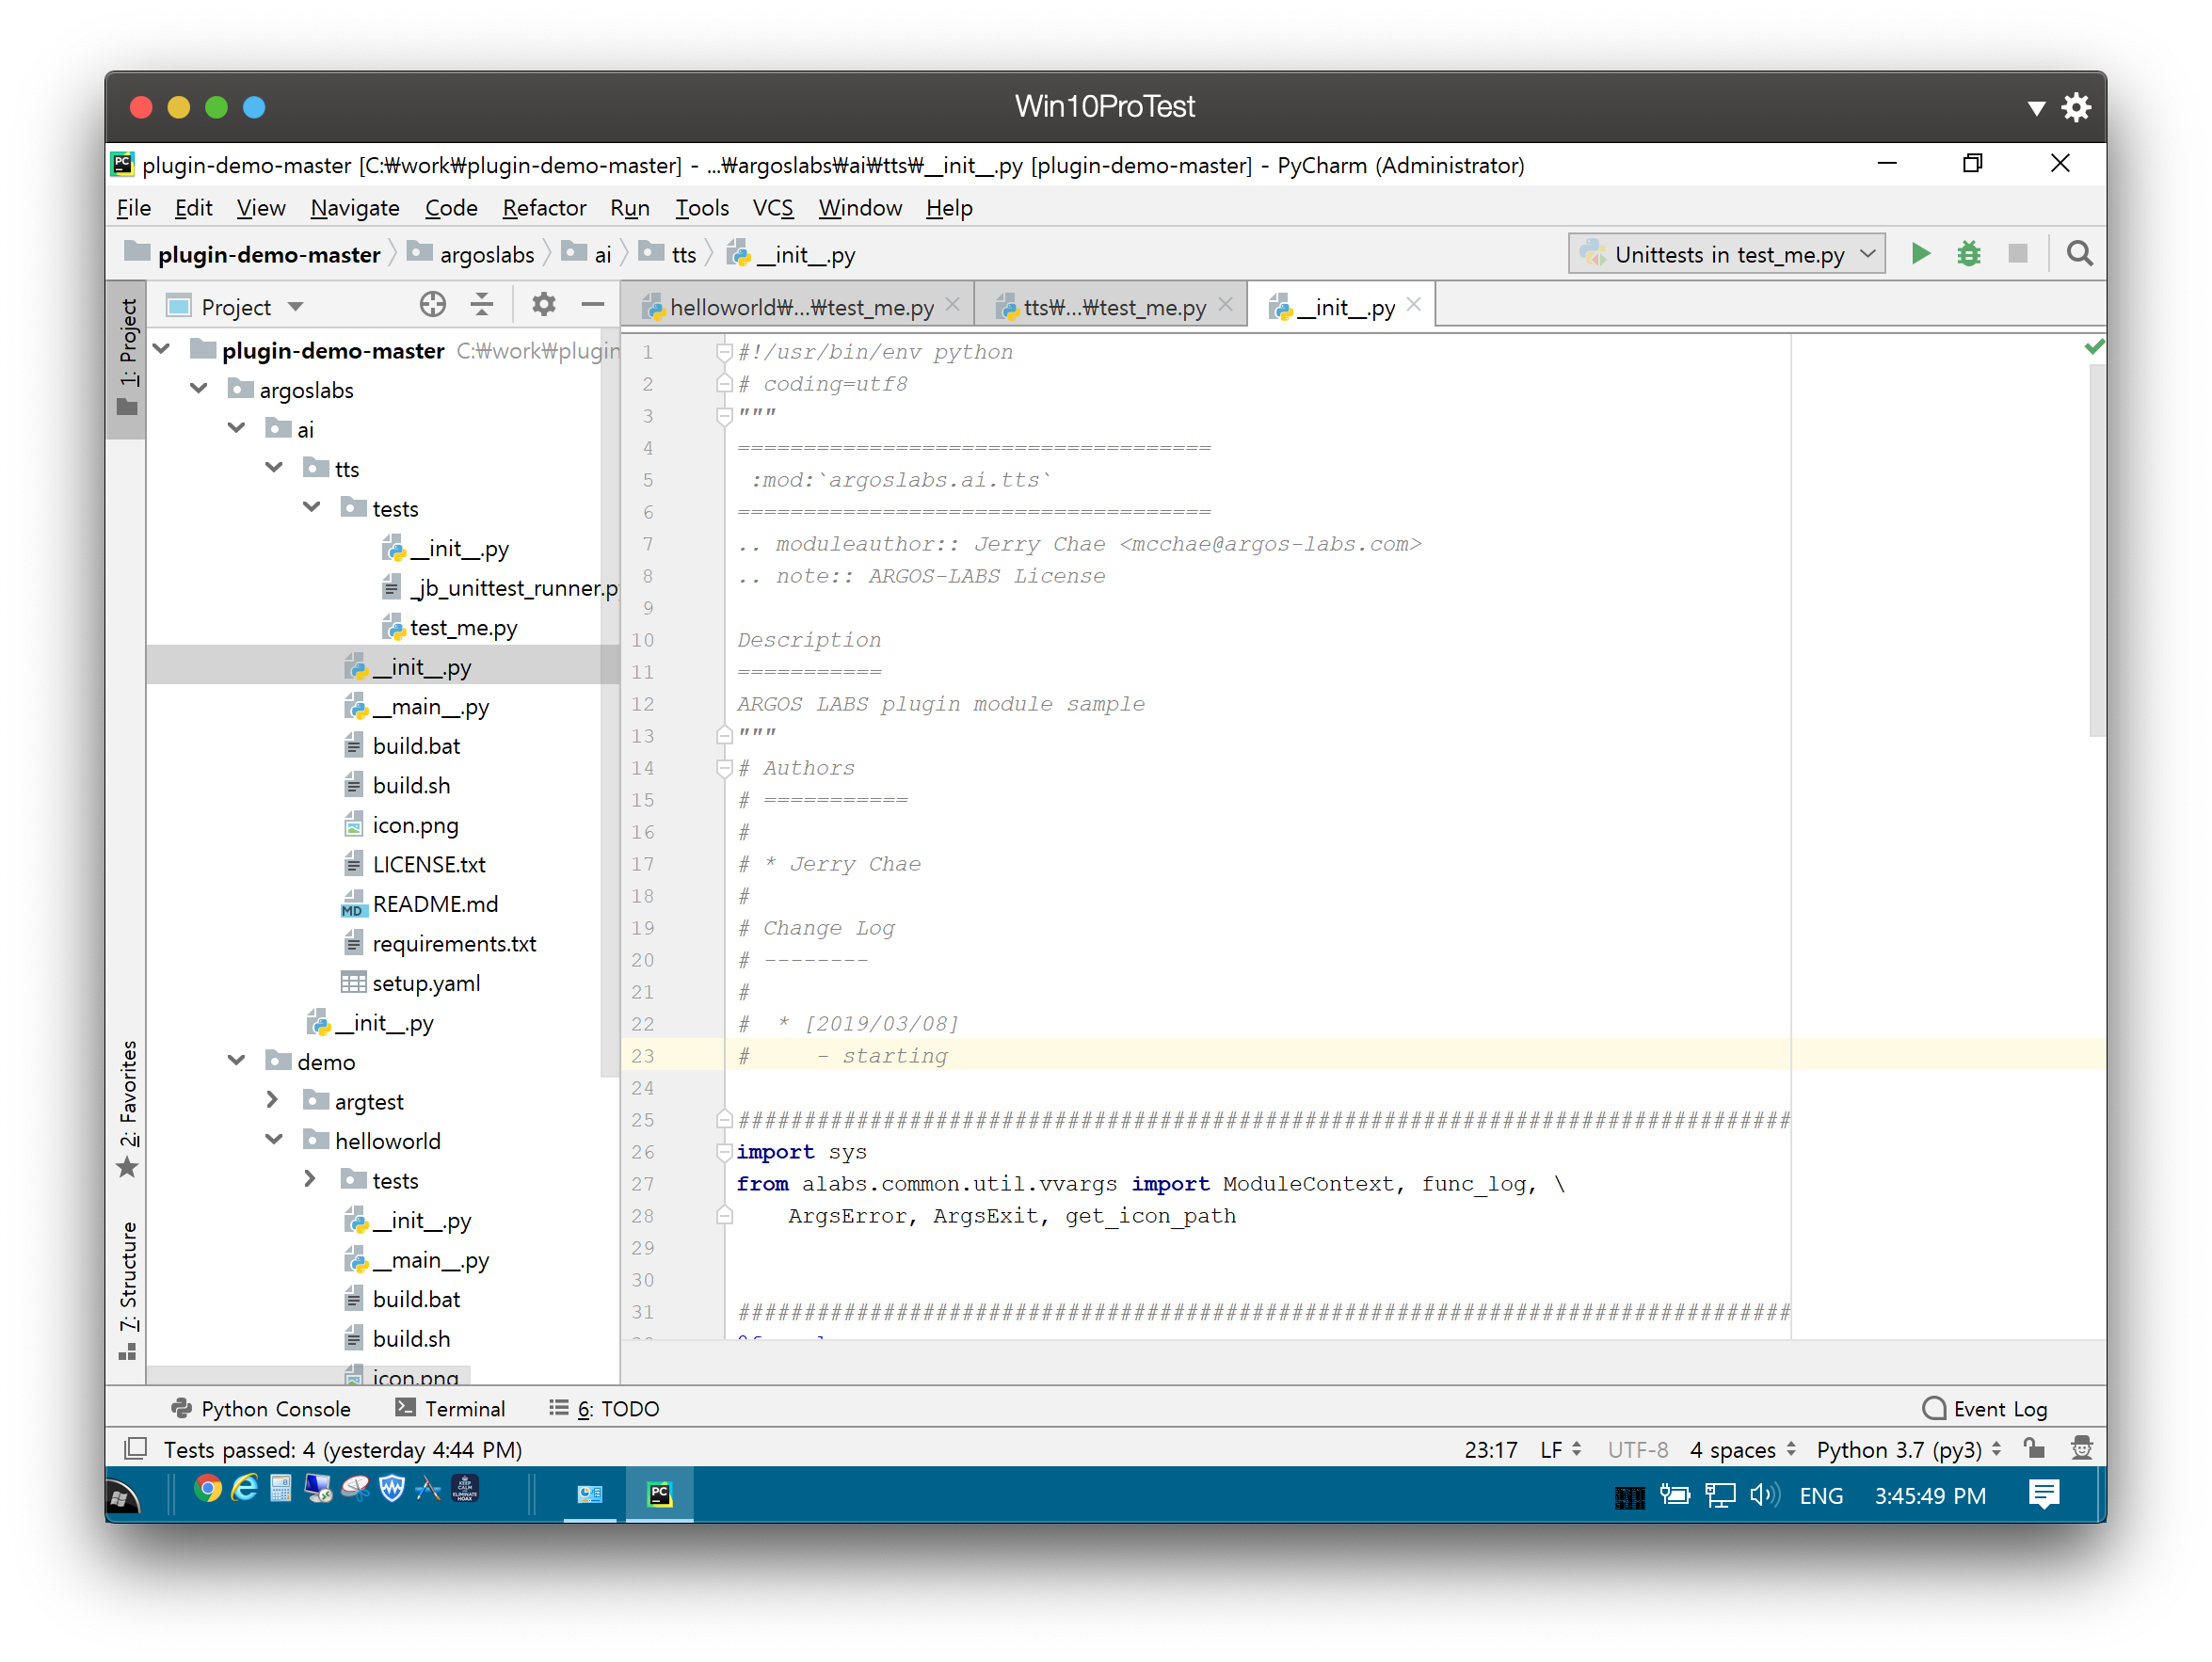 Win10ProTest
plugin-demo-master [C:₩work₩plugin-demo-master] - ...₩argoslabs₩ai₩tts₩__init__.py [plugin-demo-master] - PyCharm (Administrator)
File Edit View Navigate Code Refactor Run Tools VCS Window Help
plugin-demo-master argoslabs ai tts __init__.py Unittests in test_me.py
Project
helloworld₩...₩test_me.py tts₩...₩test_me.py __init__.py
1: Project
2: Favorites
7: Structure
plugin-demo-master C:₩work₩plugin
argoslabs
ai
tts
tests
__init__.py
_jb_unittest_runner.p
test_me.py
__init__.py
__main__.py
build.bat
build.sh
icon.png
LICENSE.txt
MD README.md
requirements.txt
setup.yaml
__init__.py
demo
argtest
helloworld
tests
__init__.py
__main__.py
build.bat
build.sh
icon.png
1 #!/usr/bin/env python
2 # coding=utf8
3 """
4 ====================================
5 :mod:`argoslabs.ai.tts`
6 ====================================
7 .. moduleauthor:: Jerry Chae <mcchae@argos-labs.com>
8 .. note:: ARGOS-LABS License
9
10 Description
11 ===========
12 ARGOS LABS plugin module sample
13 """
14 # Authors
15 # ===========
16 #
17 # * Jerry Chae
18 #
19 # Change Log
20 # --------
21 #
22 #  * [2019/03/08]
23 #     - starting
24
25 ################################################################################
26 import sys
27 from alabs.common.util.vvargs import ModuleContext, func_log, \
28     ArgsError, ArgsExit, get_icon_path
29
30
31 ################################################################################
Python Console Terminal 6: TODO Event Log
Tests passed: 4 (yesterday 4:44 PM) 23:17 LF UTF-8 4 spaces Python 3.7 (py3)
PC ENG 3:45:49 PM